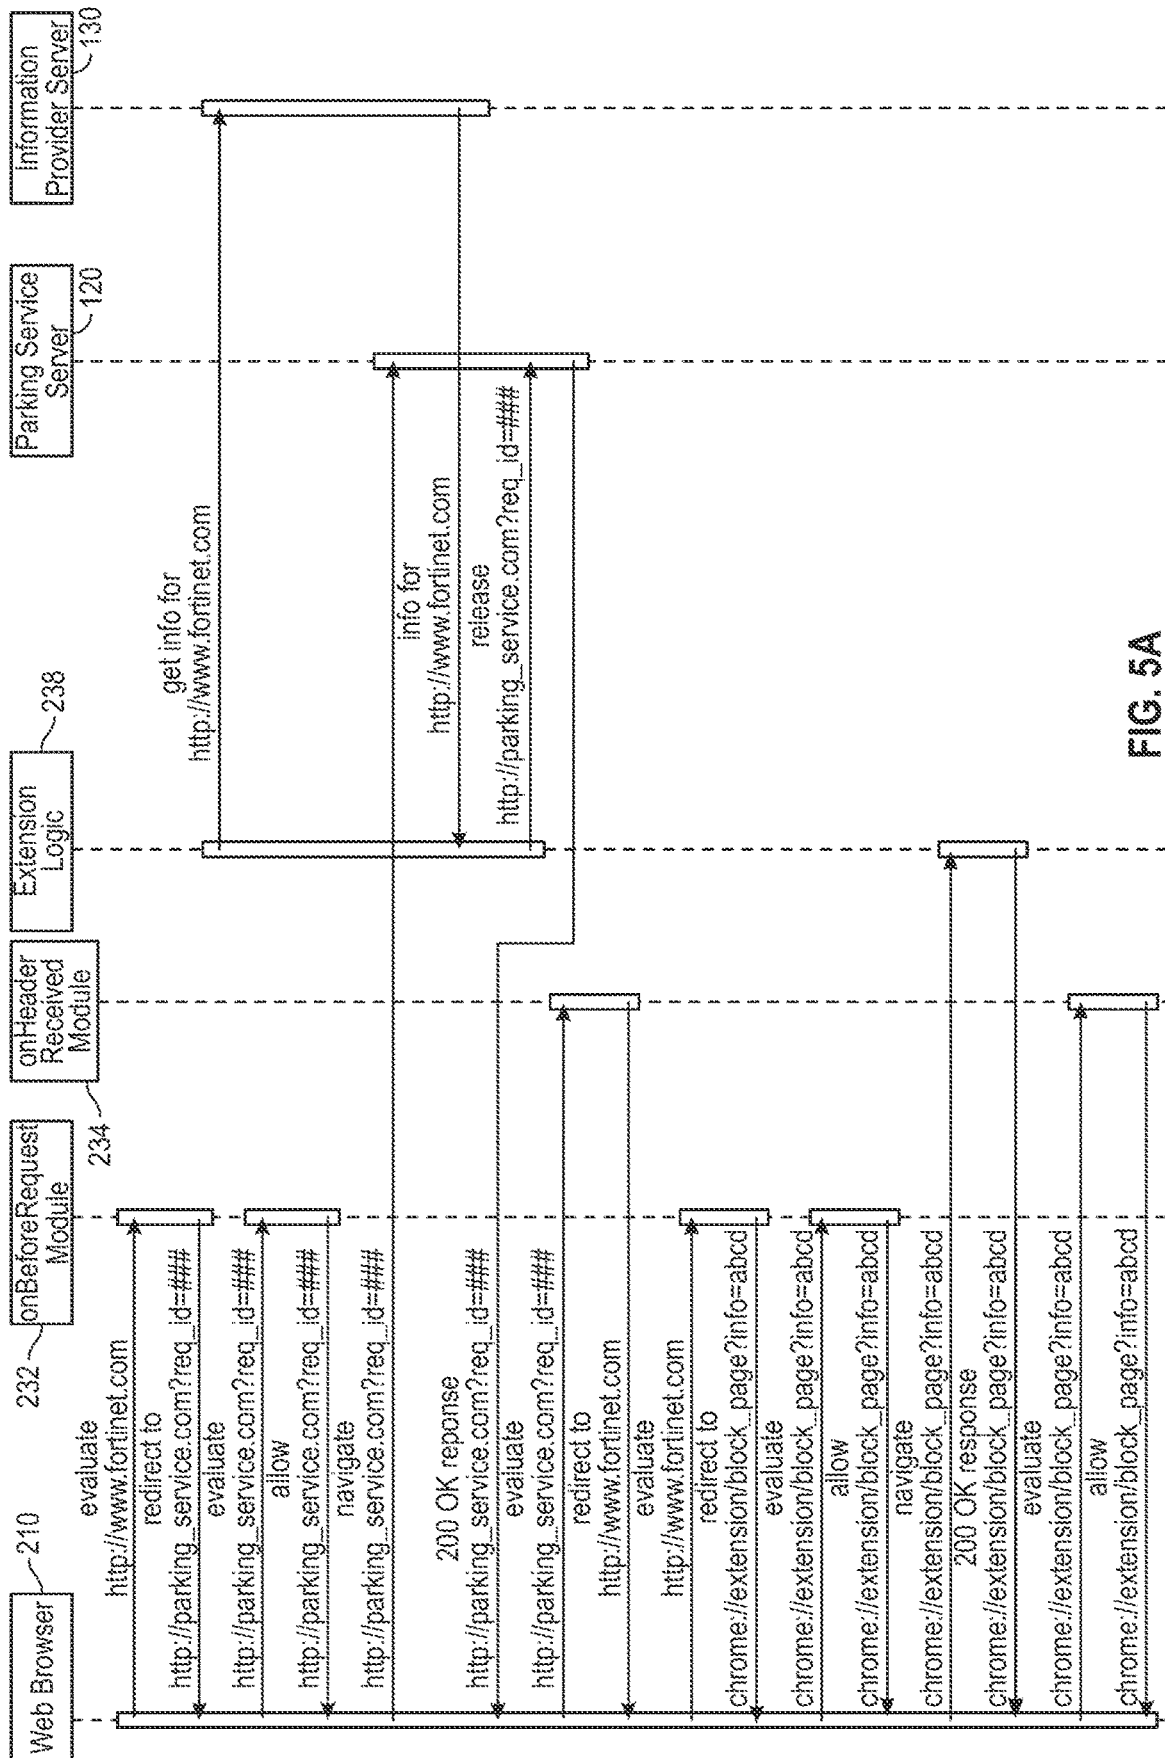 Web Browser
210
onBeforeRequest
Module
232
onHeader
Received
Module
234
Extension
Logic
238
Parking Service
Server
120
Information
Provider Server
130
evaluate
http://www.fortinet.com
redirect to
http://parking_service.com?req_id=###
evaluate
http://parking_service.com?req_id=###
allow
http://parking_service.com?req_id=###
navigate
http://parking_service.com?req_id=###
get info for
http://www.fortinet.com
info for
http://www.fortinet.com
release
http://parking_service.com?req_id=###
200 OK reponse
http://parking_service.com?req_id=###
evaluate
http://parking_service.com?req_id=###
redirect to
http://www.fortinet.com
evaluate
http://www.fortinet.com
redirect to
chrome://extension/block_page?info=abcd
evaluate
chrome://extension/block_page?info=abcd
allow
chrome://extension/block_page?info=abcd
navigate
chrome://extension/block_page?info=abcd
200 OK response
chrome://extension/block_page?info=abcd
evaluate
chrome://extension/block_page?info=abcd
allow
chrome://extension/block_page?info=abcd
FIG. 5A